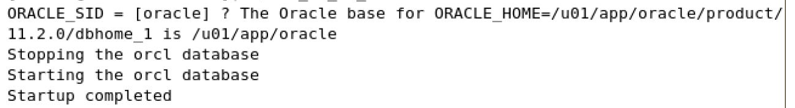 ORACLE_SID = [oracle] ? The Oracle base for ORACLE_HOME=/u01/app/oracle/product/
11.2.0/dbhome_1 is /u01/app/oracle
Stopping the orcl database
Starting the orcl database
Startup completed